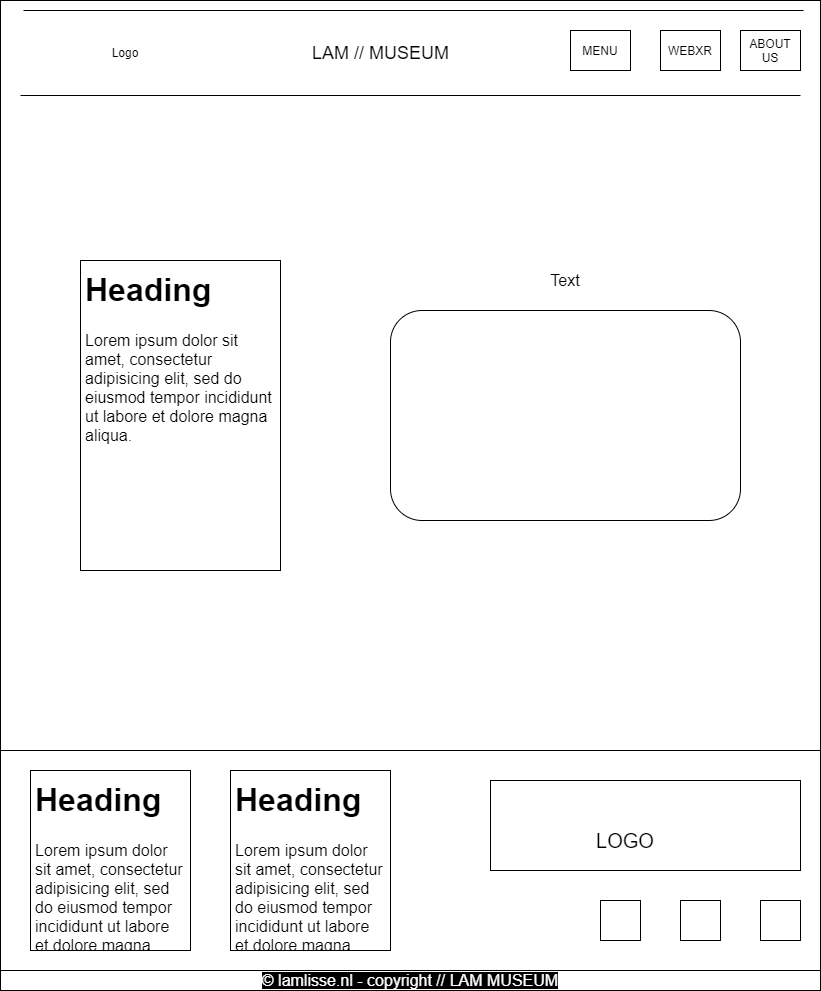 Logo
LAM // MUSEUM
MENU
WEBXR
ABOUT
US
Heading
Lorem ipsum dolor sit
amet, consectetur
adipisicing elit, sed do
eiusmod tempor incididunt
ut labore et dolore magna
aliqua.
Text
Heading
Lorem ipsum dolor
sit amet, consectetur
adipisicing elit, sed
do eiusmod tempor
incididunt ut labore
et dolore magna
Heading
Lorem ipsum dolor
sit amet, consectetur
adipisicing elit, sed
do eiusmod tempor
incididunt ut labore
et dolore magna
LOGO
© lamlisse.nl - copyright // LAM MUSEUM